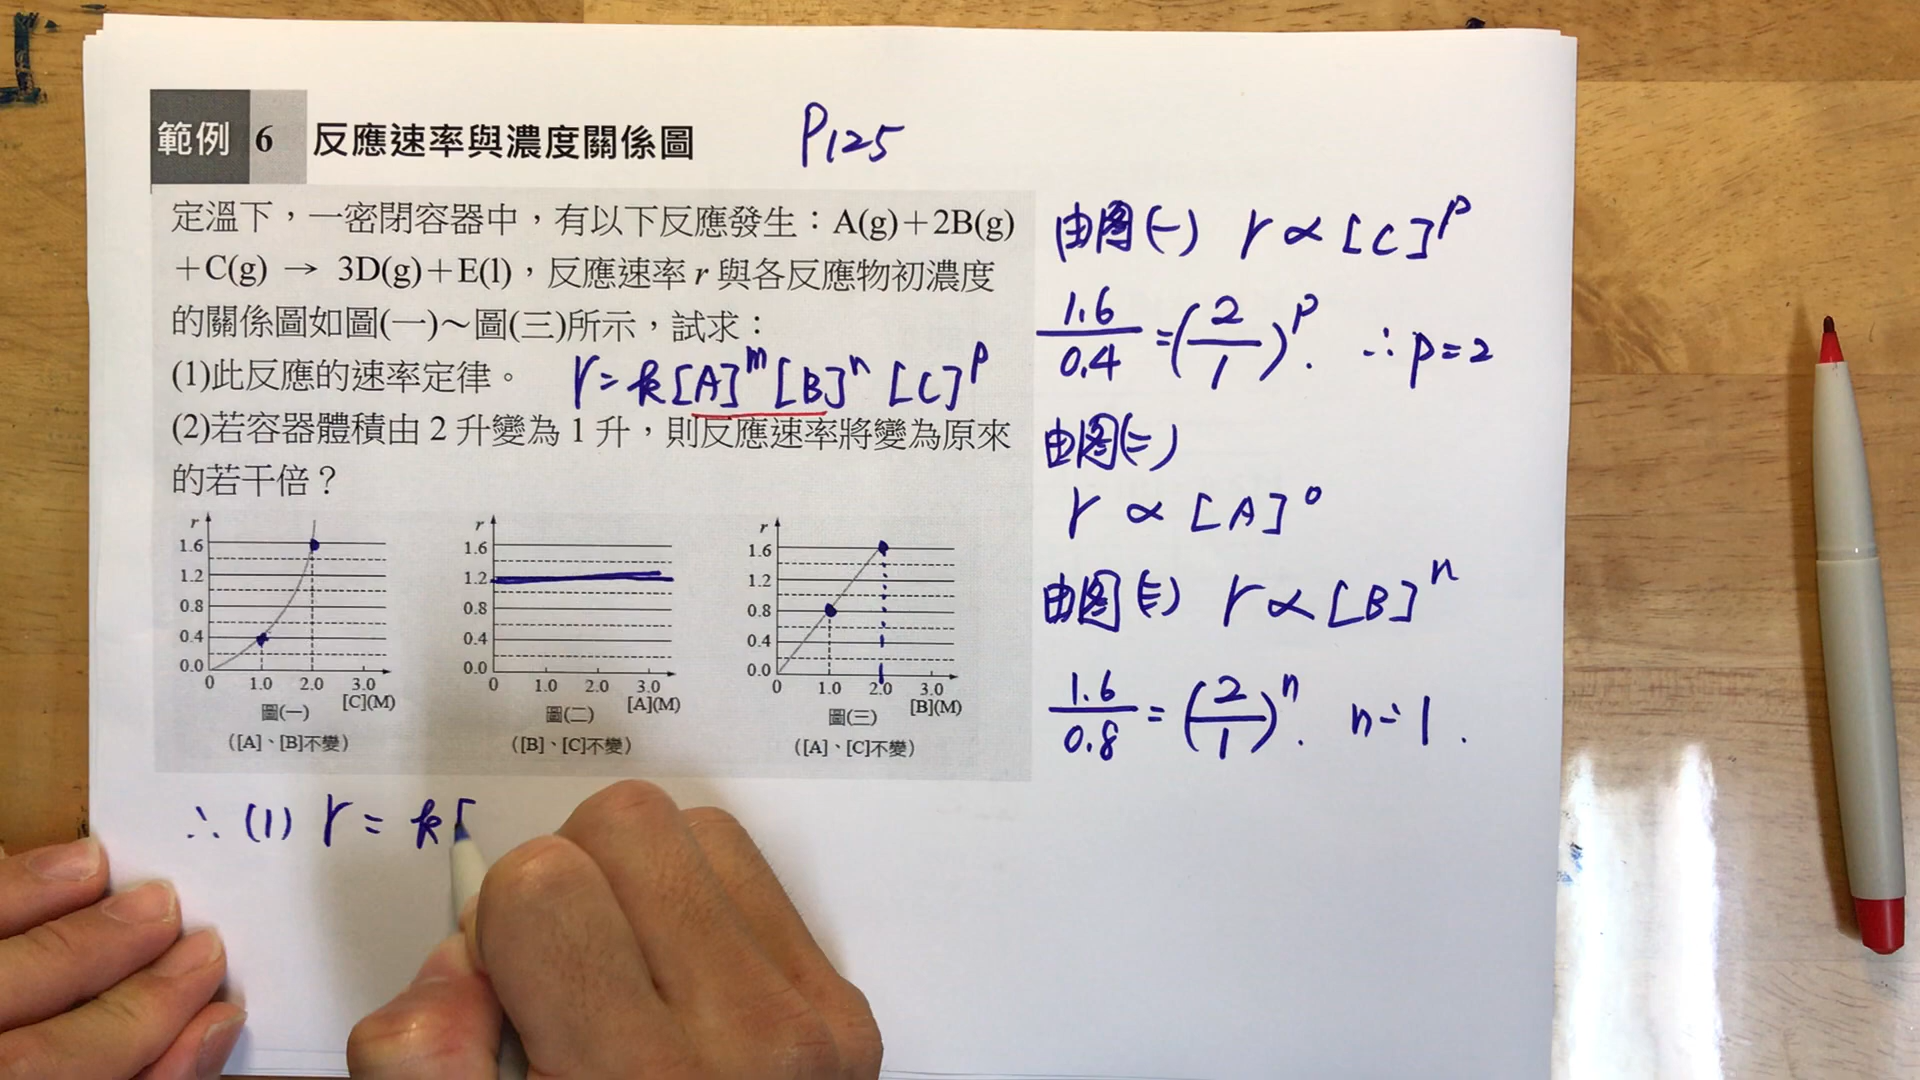 範例 6 反應速率與濃度關係圖 P125
定溫下，一密閉容器中，有以下反應發生：A(g)+2B(g)
+C(g) → 3D(g)+E(l)，反應速率 r 與各反應物初濃度
的關係圖如圖(一)～圖(三)所示，試求：
(1)此反應的速率定律。 r=k[A]^m[B]^n[C]^p
(2)若容器體積由 2 升變為 1 升，則反應速率將變為原來
的若干倍？
r
1.6
1.2
0.8
0.4
0.0
0 1.0 2.0 3.0
[C](M)
圖(一)
([A]、[B]不變)
r
1.6
1.2
0.8
0.4
0.0
0 1.0 2.0 3.0
[A](M)
圖(二)
([B]、[C]不變)
r
1.6
1.2
0.8
0.4
0.0
0 1.0 2.0 3.0
[B](M)
圖(三)
([A]、[C]不變)
由图(一) r∝[C]^p
1.6/0.4=(2/1)^p. ∴p=2
由图(二)
r∝[A]^0
由图(三) r∝[B]^n
1.6/0.8=(2/1)^n. n=1.
∴(1) r=k[